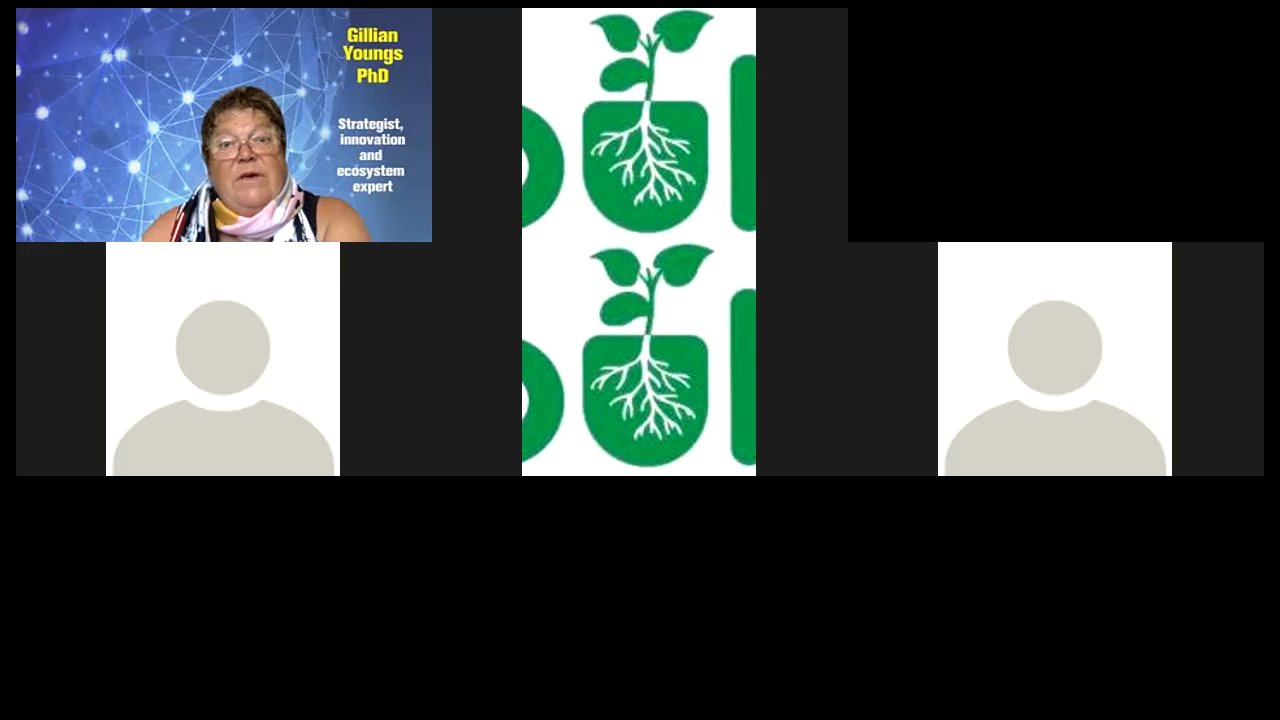 Gillian
Youngs
PhD
Strategist,
innovation
and
ecosystem
expert